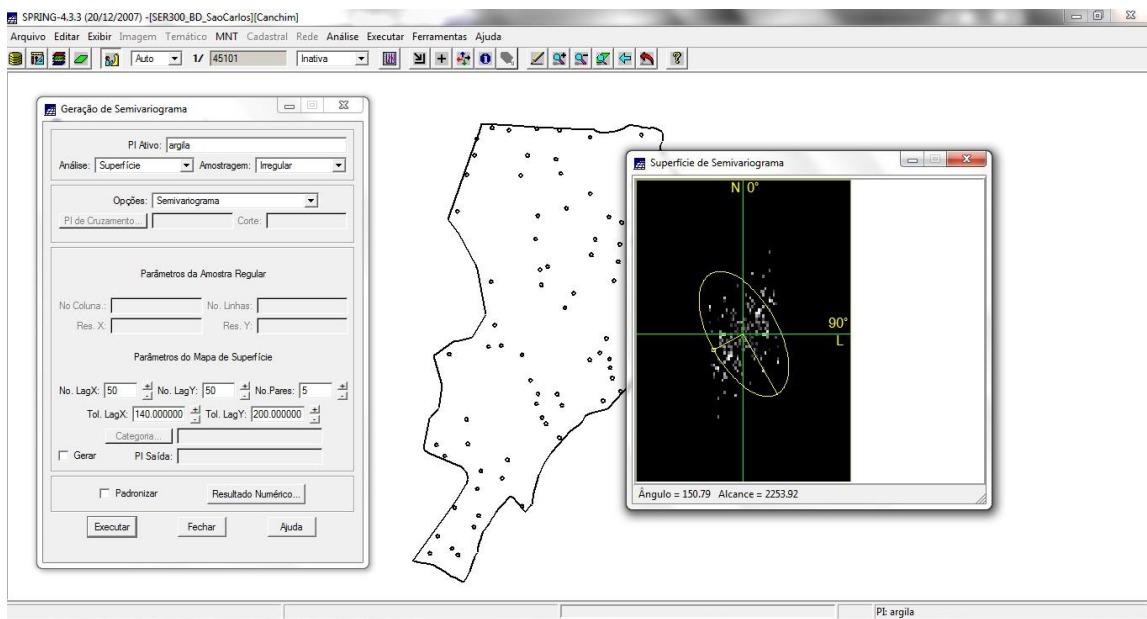 SPRING-4.3.3 (20/12/2007) -[SER300_BD_SaoCarlos][Canchim]
Arquivo Editar Exibir Imagem Temático MNT Cadastral Rede Análise Executar Ferramentas Ajuda
Auto 1/ 45101 Inativa
Geração de Semivariograma
PI Ativo: argila
Análise: Superfície Amostragem: Irregular
Opções: Semivariograma
PI de Cruzamento... Corte:
Parâmetros da Amostra Regular
No Coluna.: No. Linhas:
Res. X: Res. Y:
Parâmetros do Mapa de Superfície
No. LagX: 50 No. LagY: 50 No.Pares: 5
Tol. LagX: 140.000000 Tol. LagY: 200.000000
Categoria...
Gerar PI Saída:
Padronizar Resultado Numérico...
Executar Fechar Ajuda
Superfície de Semivariograma
N 0°
90°
L
Ângulo = 150.79 Alcance = 2253.92
PI: argila